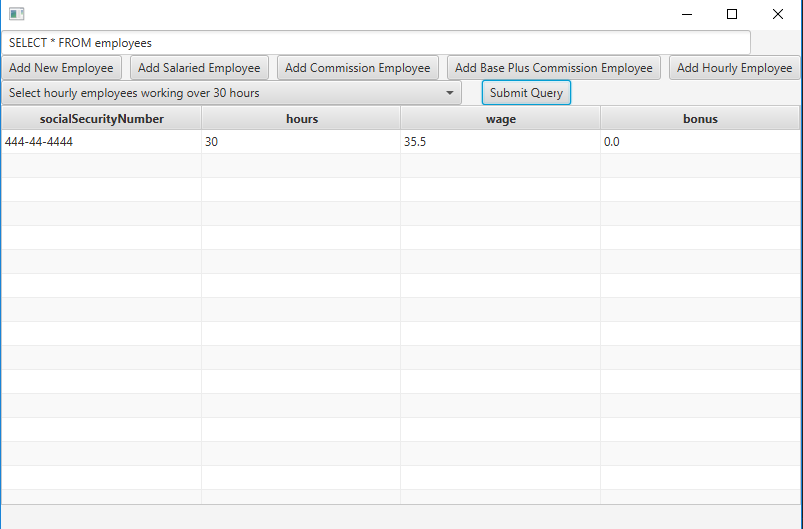 SELECT * FROM employees
Add New Employee Add Salaried Employee Add Commission Employee Add Base Plus Commission Employee Add Hourly Employee
Select hourly employees working over 30 hours Submit Query
socialSecurityNumber hours wage bonus
444-44-4444 30 35.5 0.0